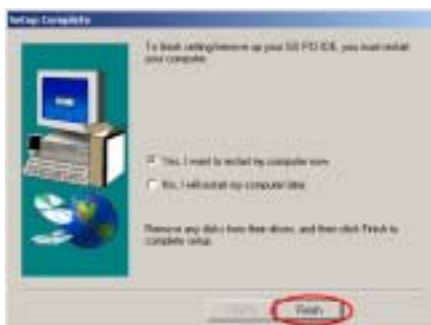 Setup Complete
To finish setting/remove up your SiS PCI IDE, you must restart
your computer.
Yes, I want to restart my computer now.
No, I will restart my computer later.
Remove any disks from their drives, and then click Finish to
complete setup.
Finish